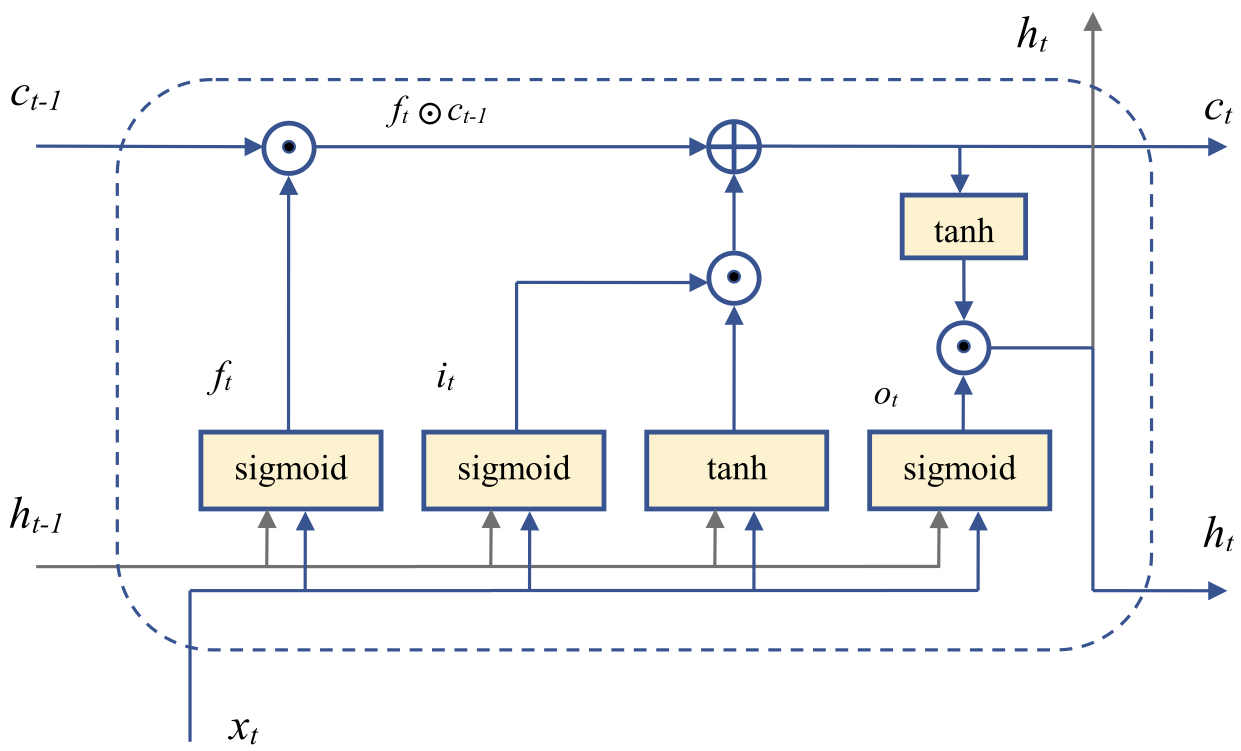 h_t
c_{t-1}
f_t ⊙ c_{t-1}
c_t
tanh
f_t
i_t
o_t
sigmoid
sigmoid
tanh
sigmoid
h_{t-1}
h_t
x_t